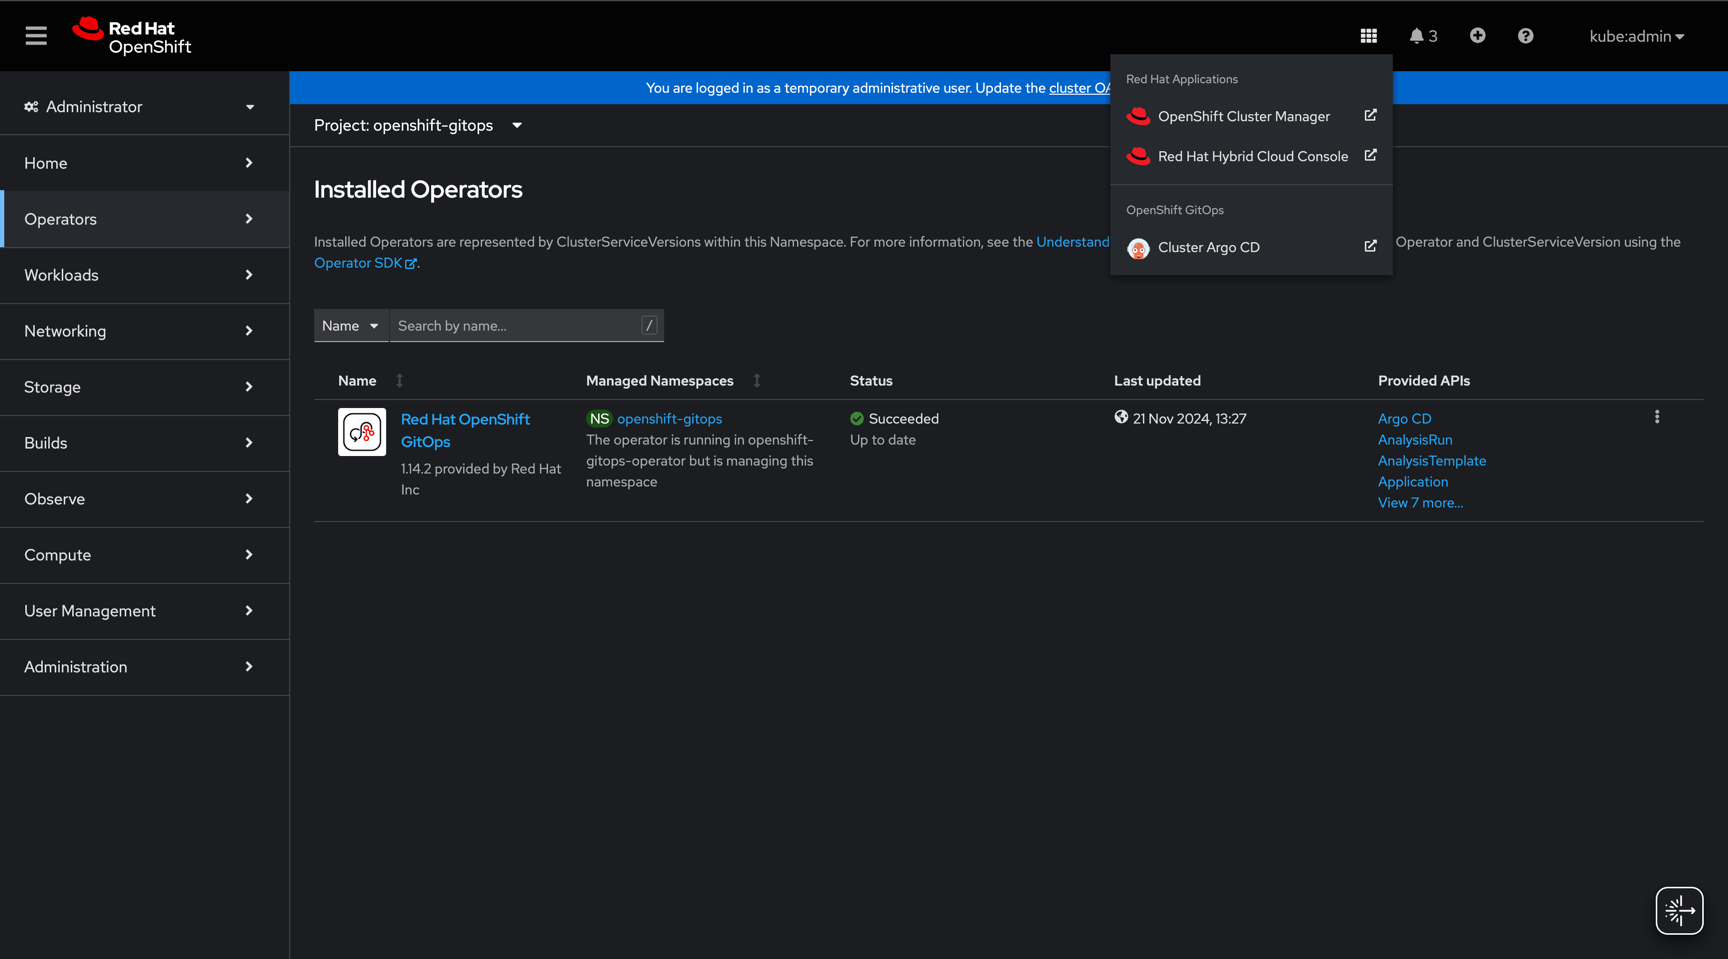 Red Hat
OpenShift
3
kube:admin
Administrator
Home
Operators
Workloads
Networking
Storage
Builds
Observe
Compute
User Management
Administration
You are logged in as a temporary administrative user. Update the cluster OA
Project: openshift-gitops
Red Hat Applications
OpenShift Cluster Manager
Red Hat Hybrid Cloud Console
OpenShift GitOps
Cluster Argo CD
Installed Operators
Installed Operators are represented by ClusterServiceVersions within this Namespace. For more information, see the Understand Operator and ClusterServiceVersion using the
Operator SDK.
Name Search by name... /
Name Managed Namespaces Status Last updated Provided APIs
Red Hat OpenShift
GitOps
1.14.2 provided by Red Hat
Inc
NS openshift-gitops
The operator is running in openshift-
gitops-operator but is managing this
namespace
Succeeded
Up to date
21 Nov 2024, 13:27
Argo CD
AnalysisRun
AnalysisTemplate
Application
View 7 more...